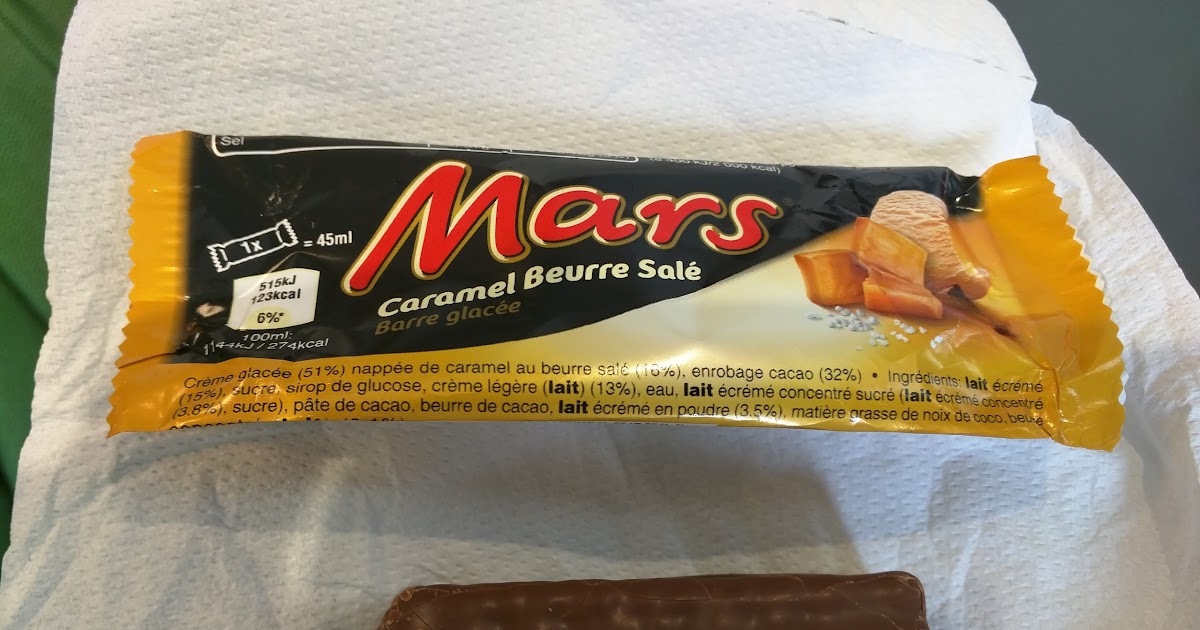 Sel
kcal)
Mars
1x = 45ml
Caramel Beurre Salé
Barre glacée
515kJ
123kcal
6%*
100ml:
1144kJ / 274kcal
Crème glacée (51%) nappée de caramel au beurre salé (16%), enrobage cacao (32%) • Ingrédients: lait écrémé
(15%), sucre, sirop de glucose, crème légère (lait) (13%), eau, lait écrémé concentré sucré (lait écrémé concentré
(3.8%), sucre), pâte de cacao, beurre de cacao, lait écrémé en poudre (3.5%), matière grasse de noix de coco, beurre